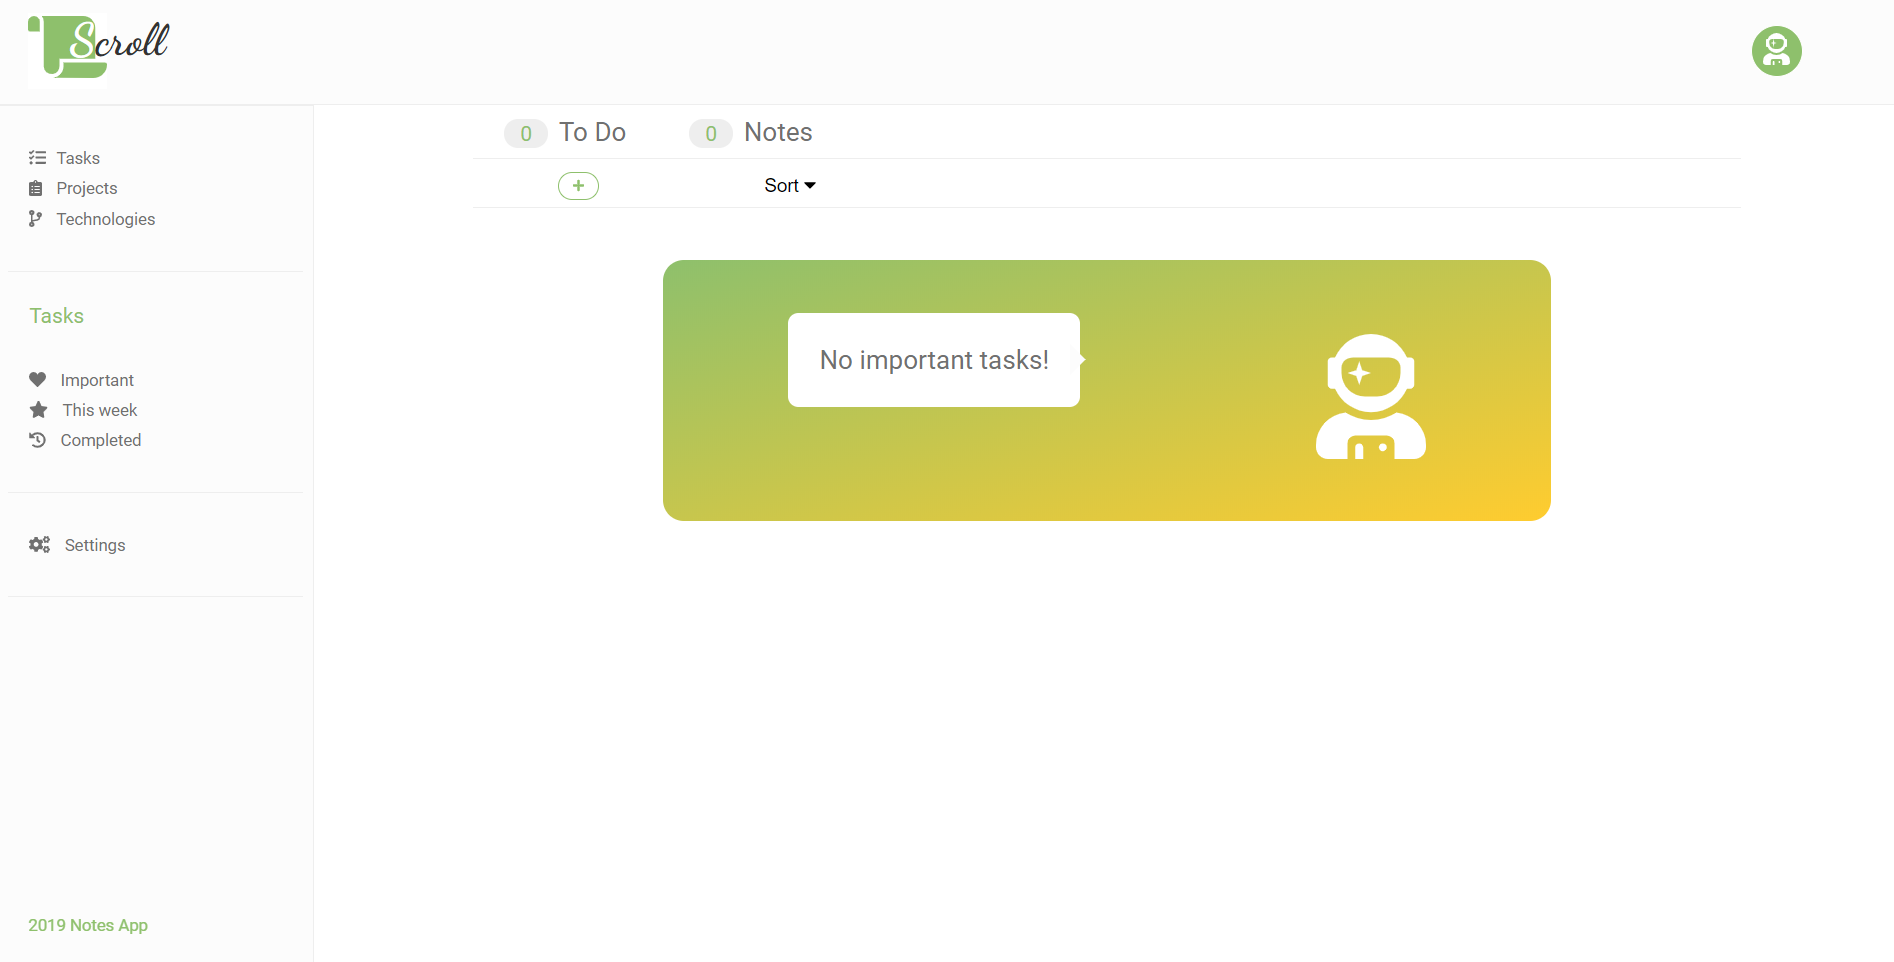 Scroll
0 To Do 0 Notes
+ Sort
Tasks
Projects
Technologies
Tasks
Important
This week
Completed
Settings
No important tasks!
2019 Notes App